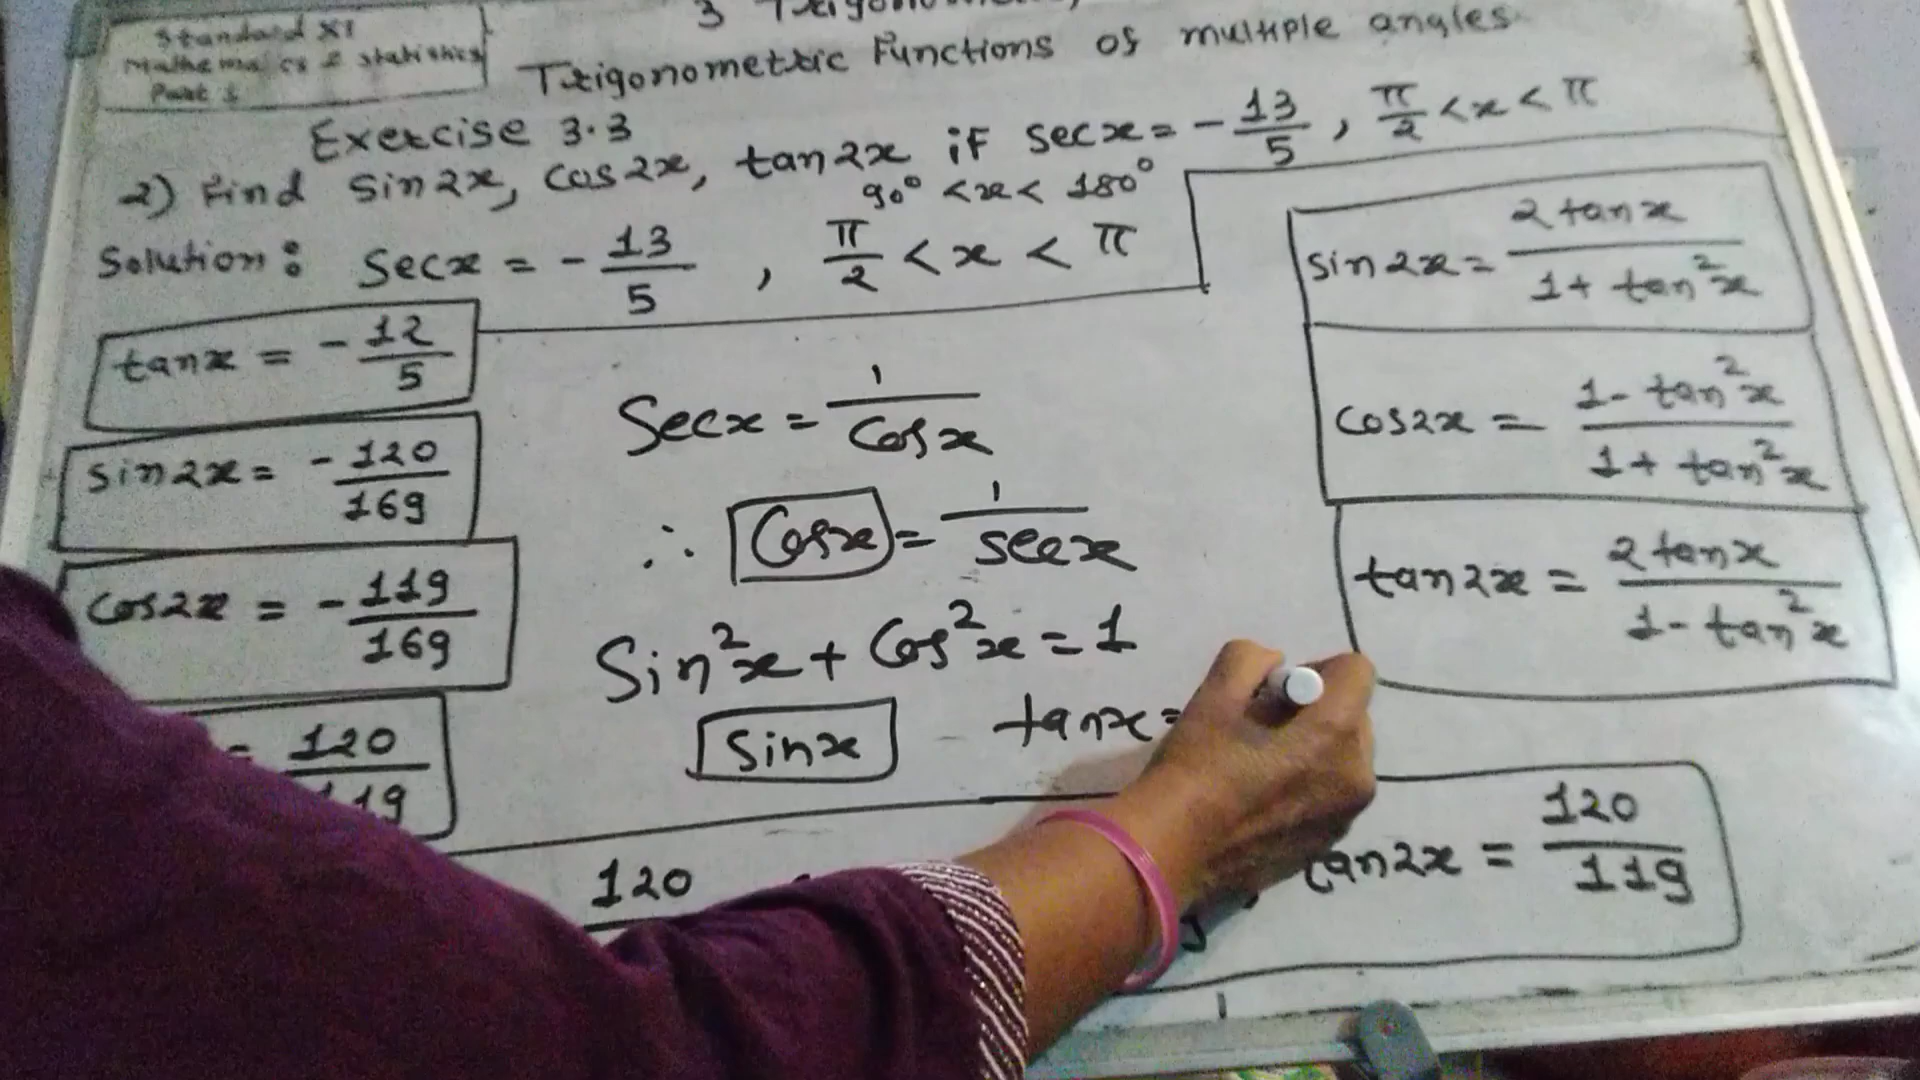 Standard XI
Mathematics & statistics
Part 1
3
Trigonometric Functions of multiple angles
Exercise 3.3
2) Find sin2x, cos2x, tan2x if secx = -13/5, π/2 < x < π
90° < x < 180°
Solution: Secx = -13/5, π/2 < x < π
tanx = -12/5
sin2x = -120/169
cos2x = -119/169
= 120/119
Secx = 1/Cosx
∴ Cosx = 1/secx
Sin²x + Cos²x = 1
Sinx tanx =
sin2x = 2tanx/1+tan²x
cos2x = 1-tan²x/1+tan²x
tan2x = 2tanx/1-tan²x
120
tan2x = 120/119